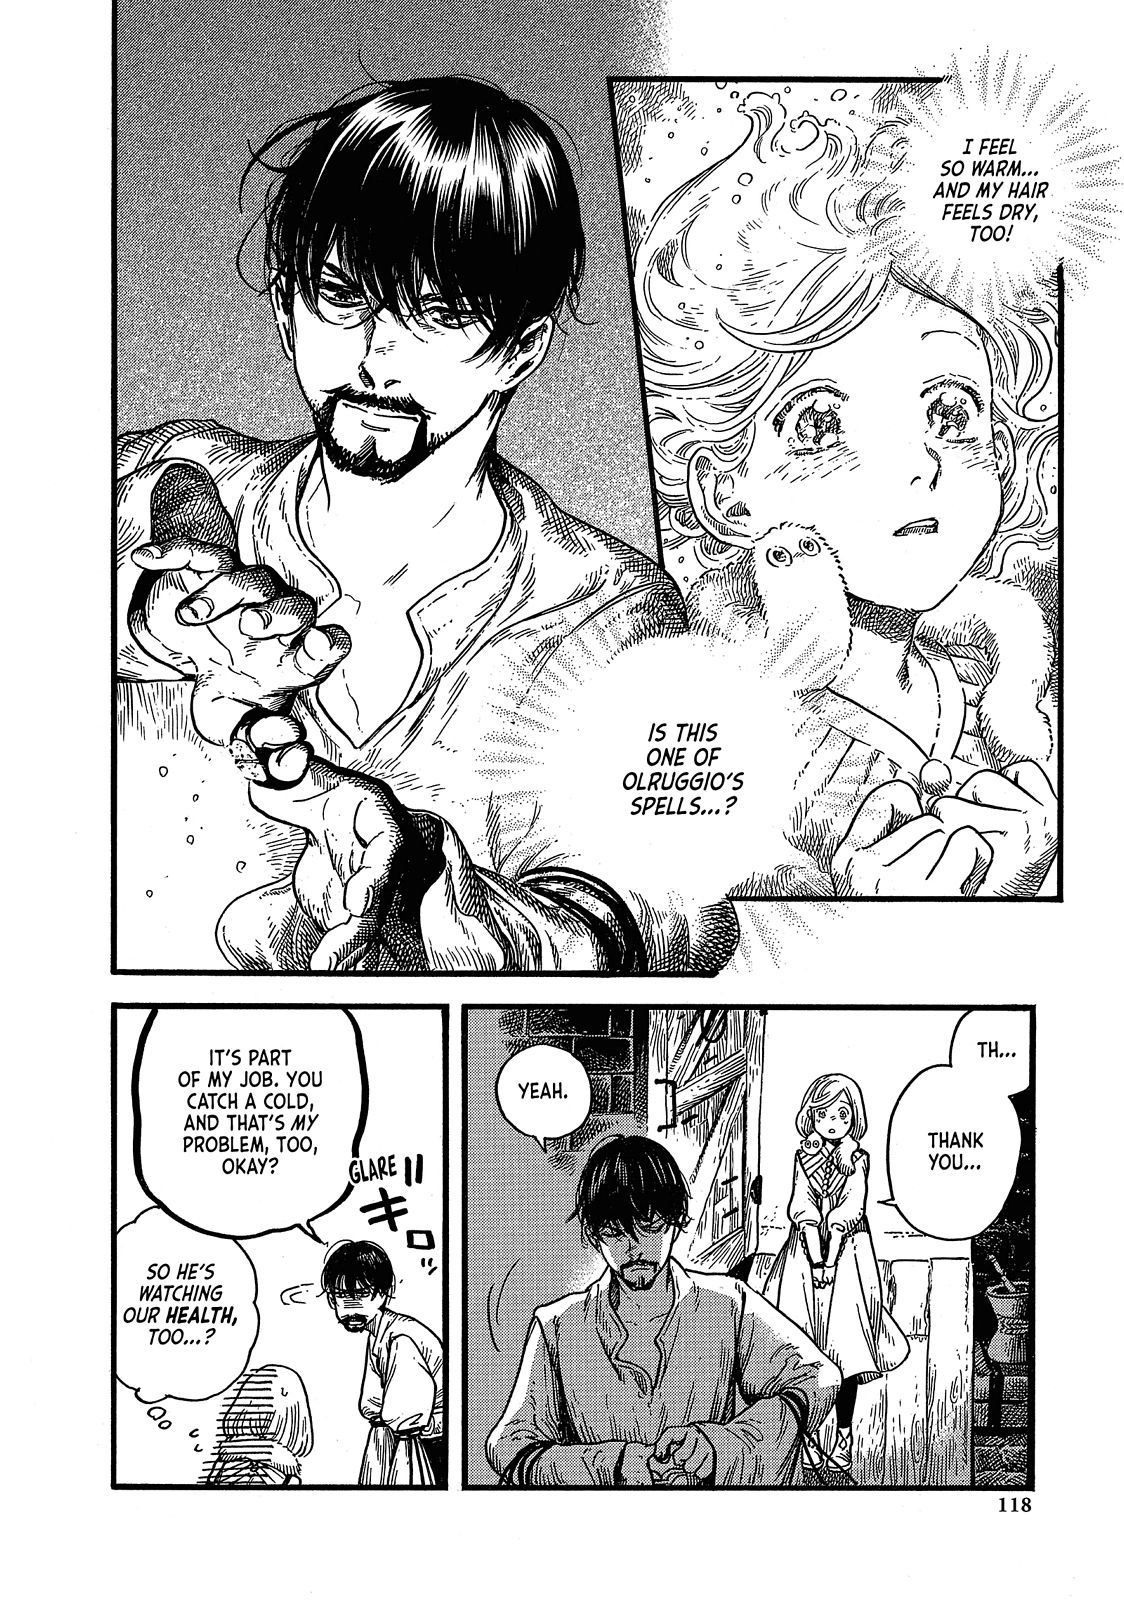 I FEEL
SO WARM...
AND MY HAIR
FEELS DRY,
TOO!
IS THIS
ONE OF
OLRUGGIO'S
SPELLS...?
TH...
THANK
YOU...
YEAH.
IT'S PART
OF MY JOB. YOU
CATCH A COLD,
AND THAT'S MY
PROBLEM, TOO,
OKAY?
GLARE
ギロ
SO HE'S
WATCHING
OUR HEALTH,
TOO...?
118